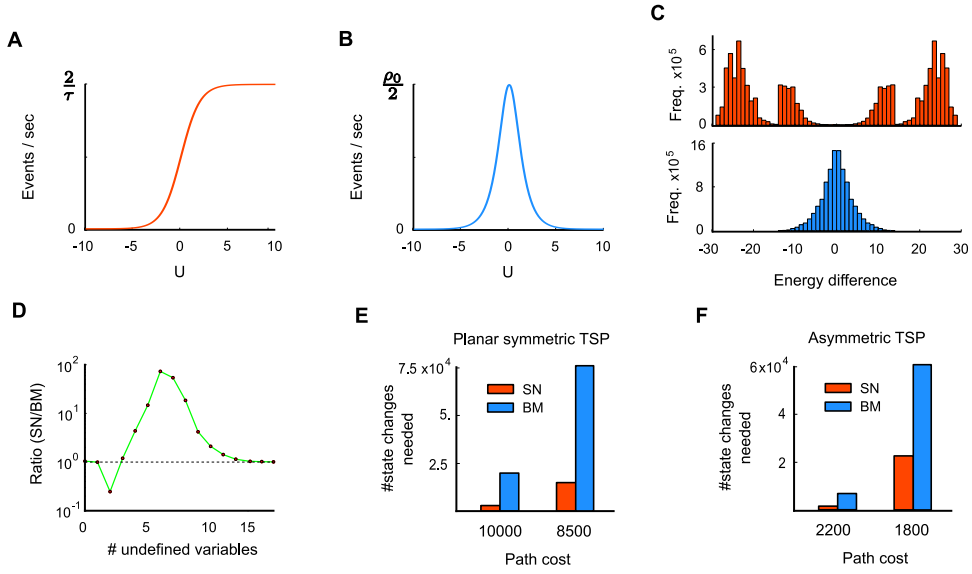 A
2
τ
Events / sec
0
-10 -5 0 5 10
U
B
ρ0
2
Events / sec
0
-10 -5 0 5 10
U
C
Freq. x10^5
6
3
0
Freq. x10^5
16
8
0
-30 -20 -10 0 10 20 30
Energy difference
D
Ratio (SN/BM)
10^2
10^1
10^0
10^-1
0 5 10 15
# undefined variables
E
Planar symmetric TSP
7.5 x10^4
5.
2.5
#state changes
needed
SN
BM
10000 8500
Path cost
F
Asymmetric TSP
6x10^4
4
2
#state changes
needed
SN
BM
2200 1800
Path cost